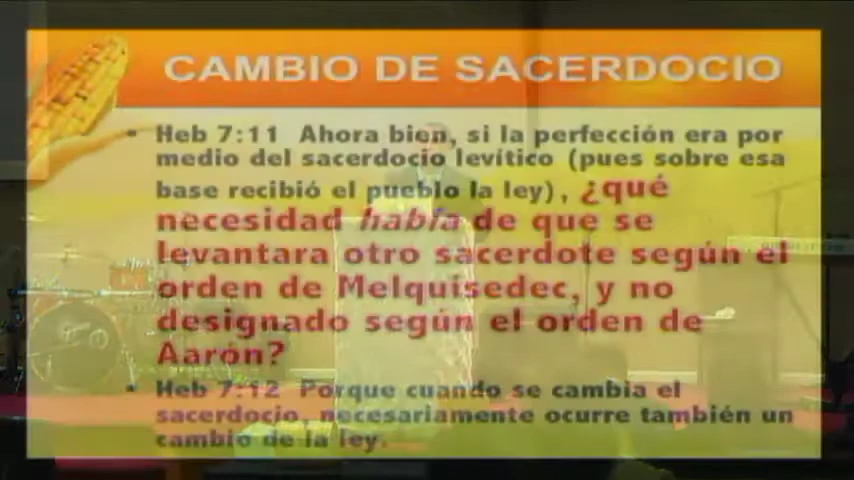 CAMBIO DE SACERDOCIO
• Heb 7:11 Ahora bien, si la perfección era por
medio del sacerdocio levítico (pues sobre esa
base recibió el pueblo la ley), ¿qué
necesidad había de que se
levantara otro sacerdote según el
orden de Melquisedec, y no
designado según el orden de
Aarón?
• Heb 7:12 Porque cuando se cambia el
sacerdocio, necesariamente ocurre también un
cambio de la ley.